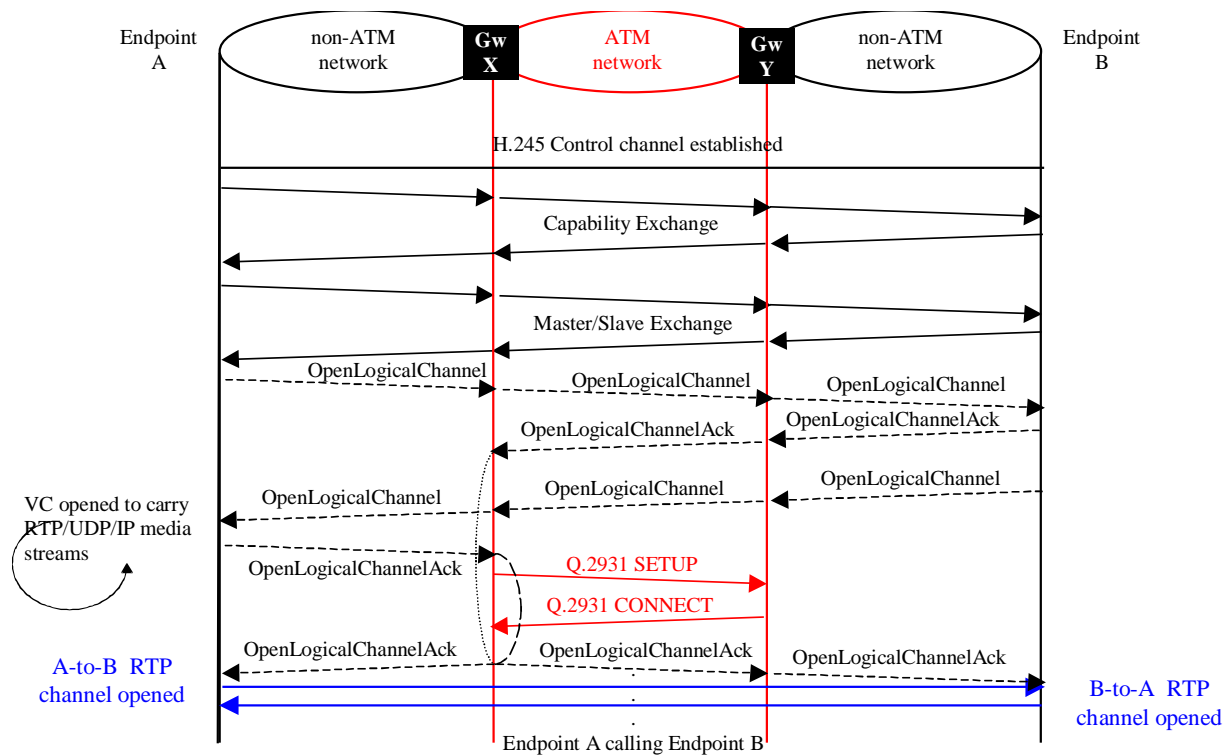 Endpoint
A
non-ATM
network
Gw
X
ATM
network
Gw
Y
non-ATM
network
Endpoint
B
H.245 Control channel established
Capability Exchange
Master/Slave Exchange
OpenLogicalChannel
OpenLogicalChannel
OpenLogicalChannel
OpenLogicalChannelAck
OpenLogicalChannelAck
VC opened to carry
RTP/UDP/IP media
streams
OpenLogicalChannel
OpenLogicalChannel
OpenLogicalChannel
OpenLogicalChannelAck
Q.2931 SETUP
Q.2931 CONNECT
OpenLogicalChannelAck
OpenLogicalChannelAck
OpenLogicalChannelAck
A-to-B RTP
channel opened
B-to-A RTP
channel opened
.
.
.
Endpoint A calling Endpoint B